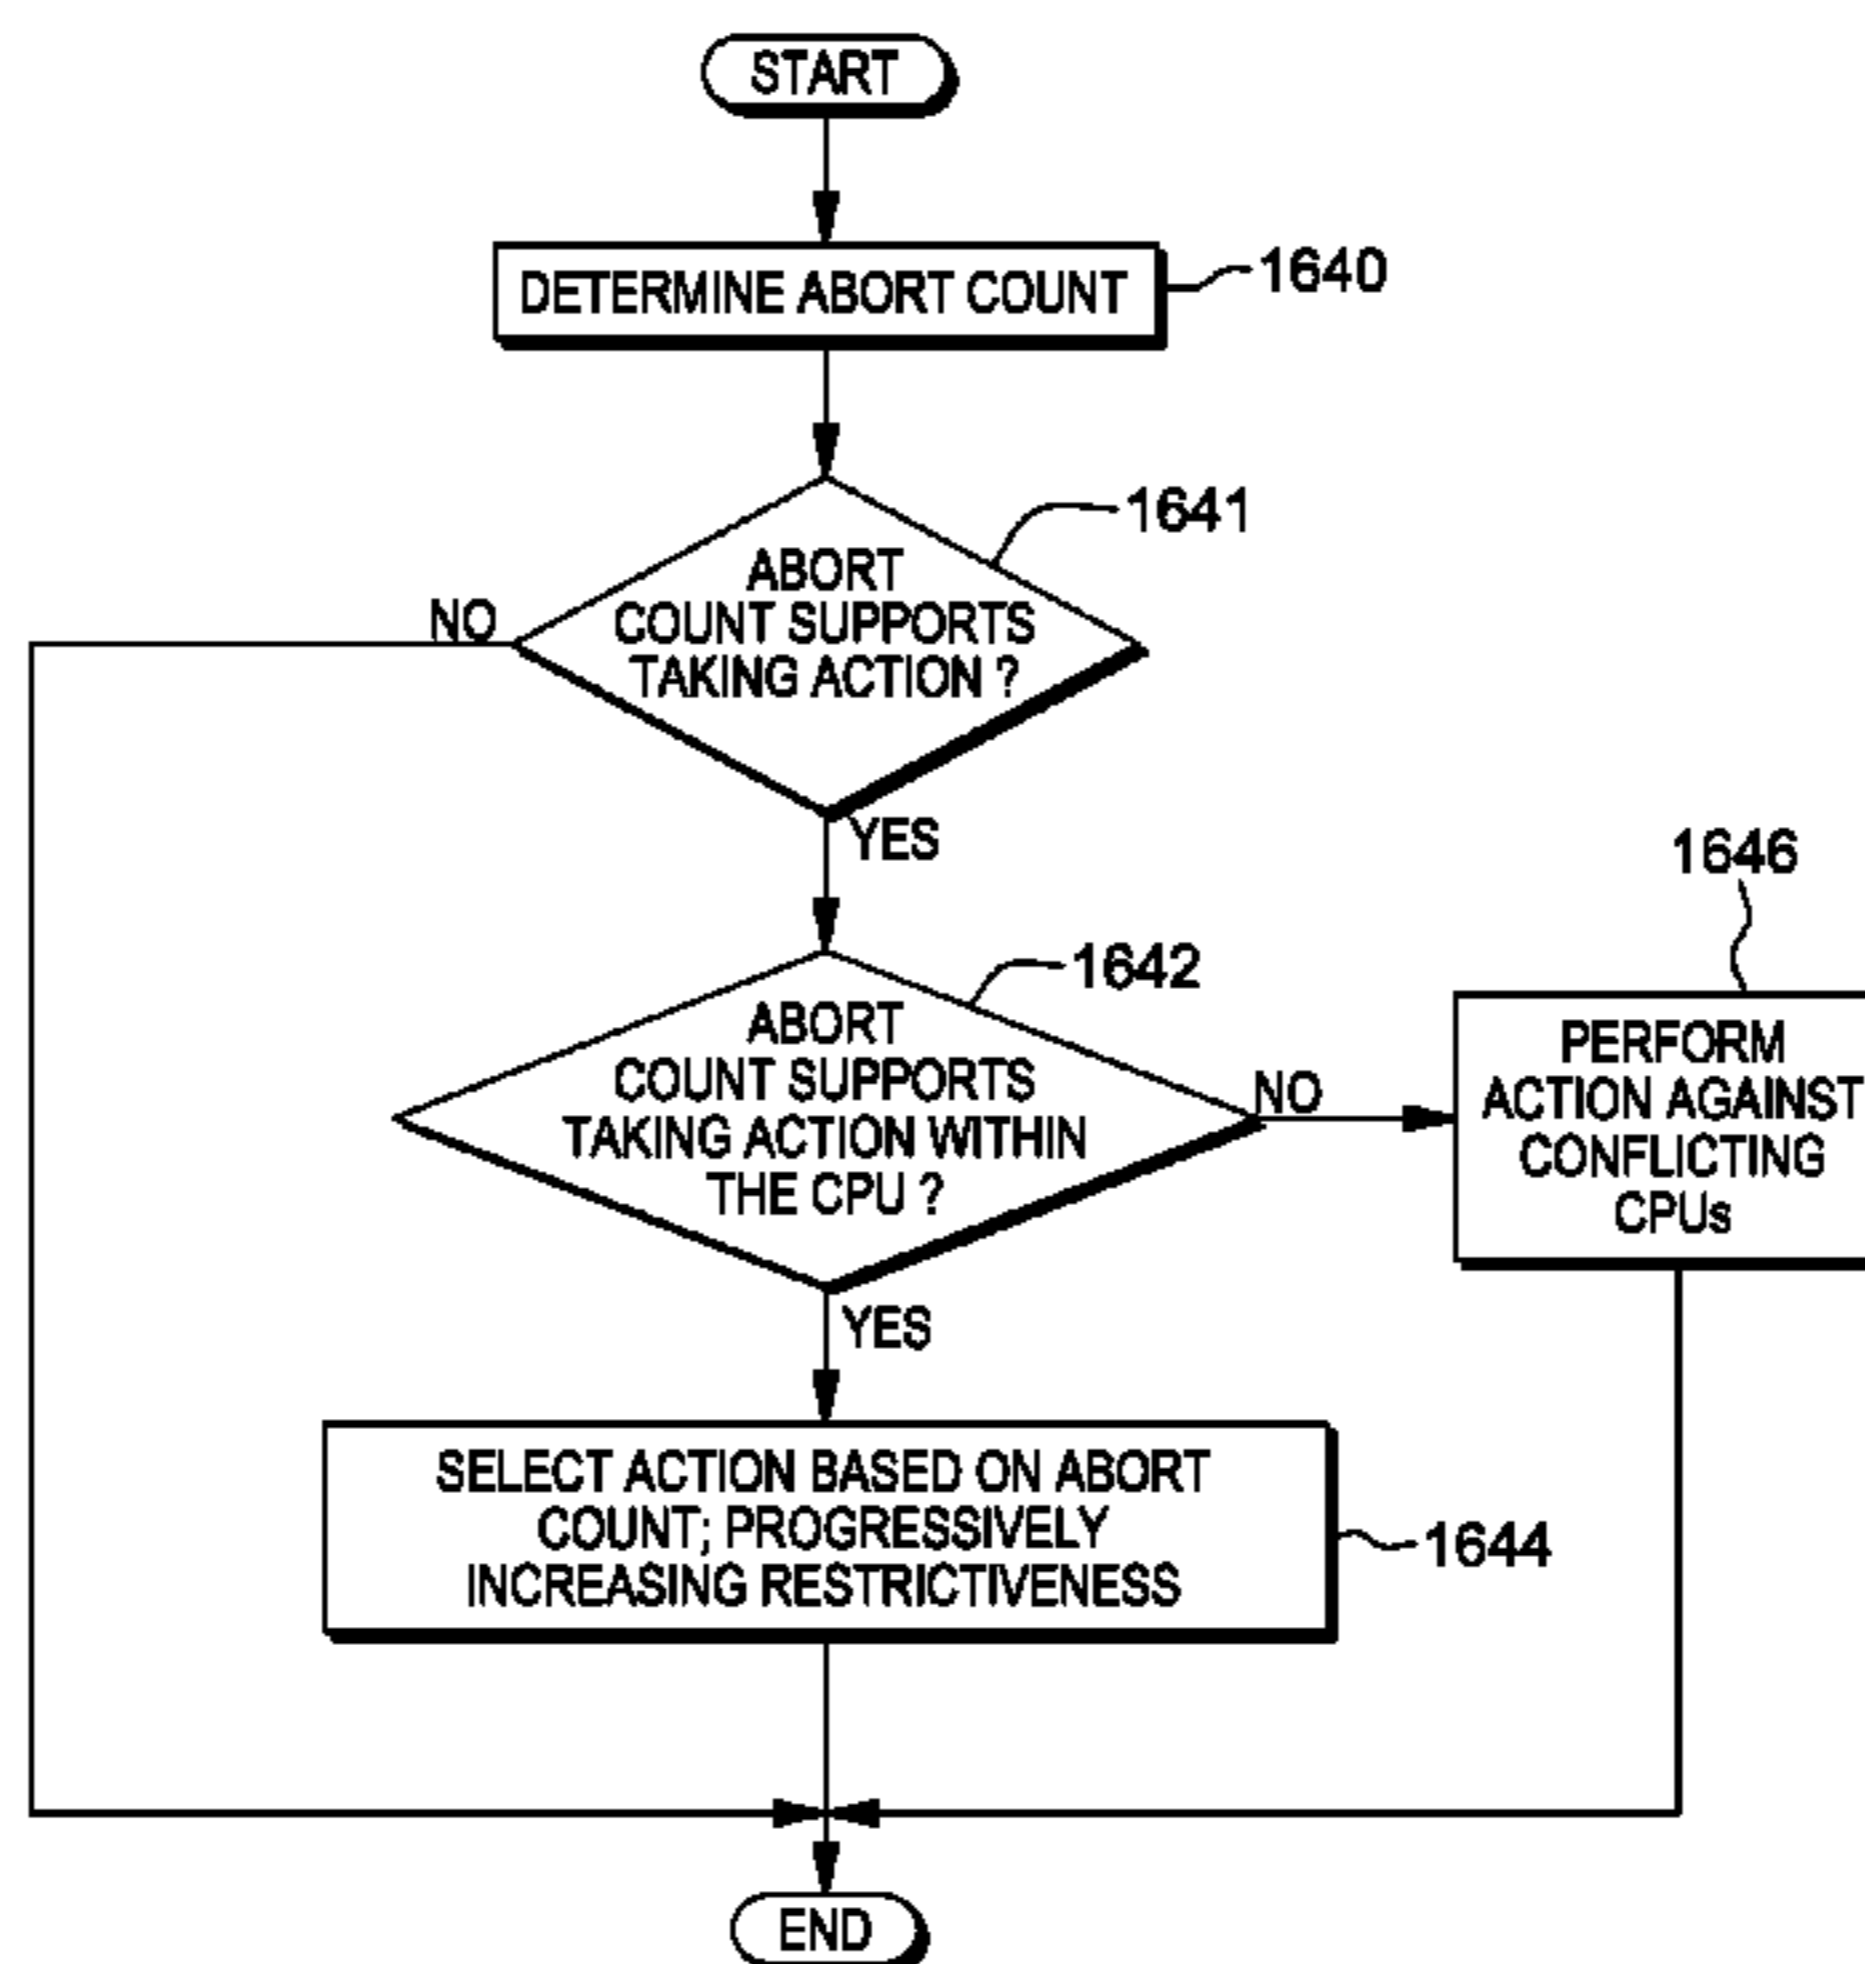 START
DETERMINE ABORT COUNT
1640
1641
ABORT
COUNT SUPPORTS
TAKING ACTION ?
NO
YES
1642
ABORT
COUNT SUPPORTS
TAKING ACTION WITHIN
THE CPU ?
NO
1646
PERFORM
ACTION AGAINST
CONFLICTING
CPUs
YES
SELECT ACTION BASED ON ABORT
COUNT; PROGRESSIVELY
INCREASING RESTRICTIVENESS
1644
END